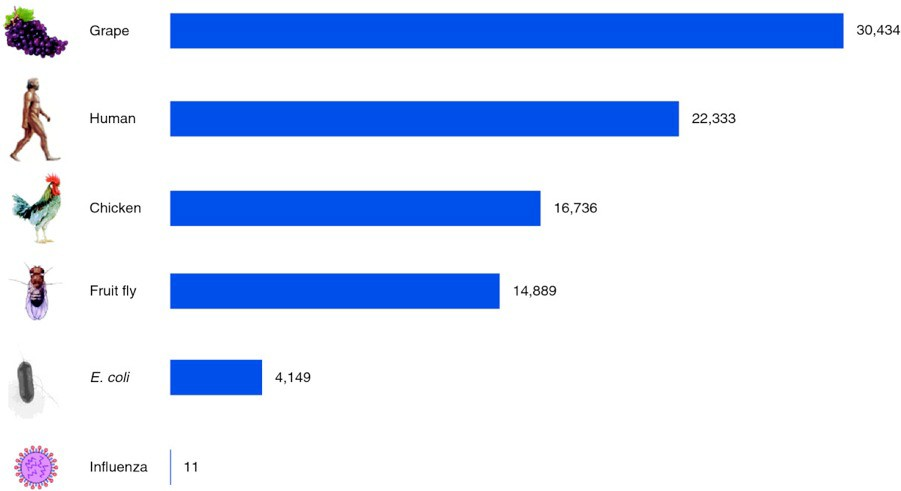 Grape 30,434
Human 22,333
Chicken 16,736
Fruit fly 14,889
E. coli 4,149
Influenza 11